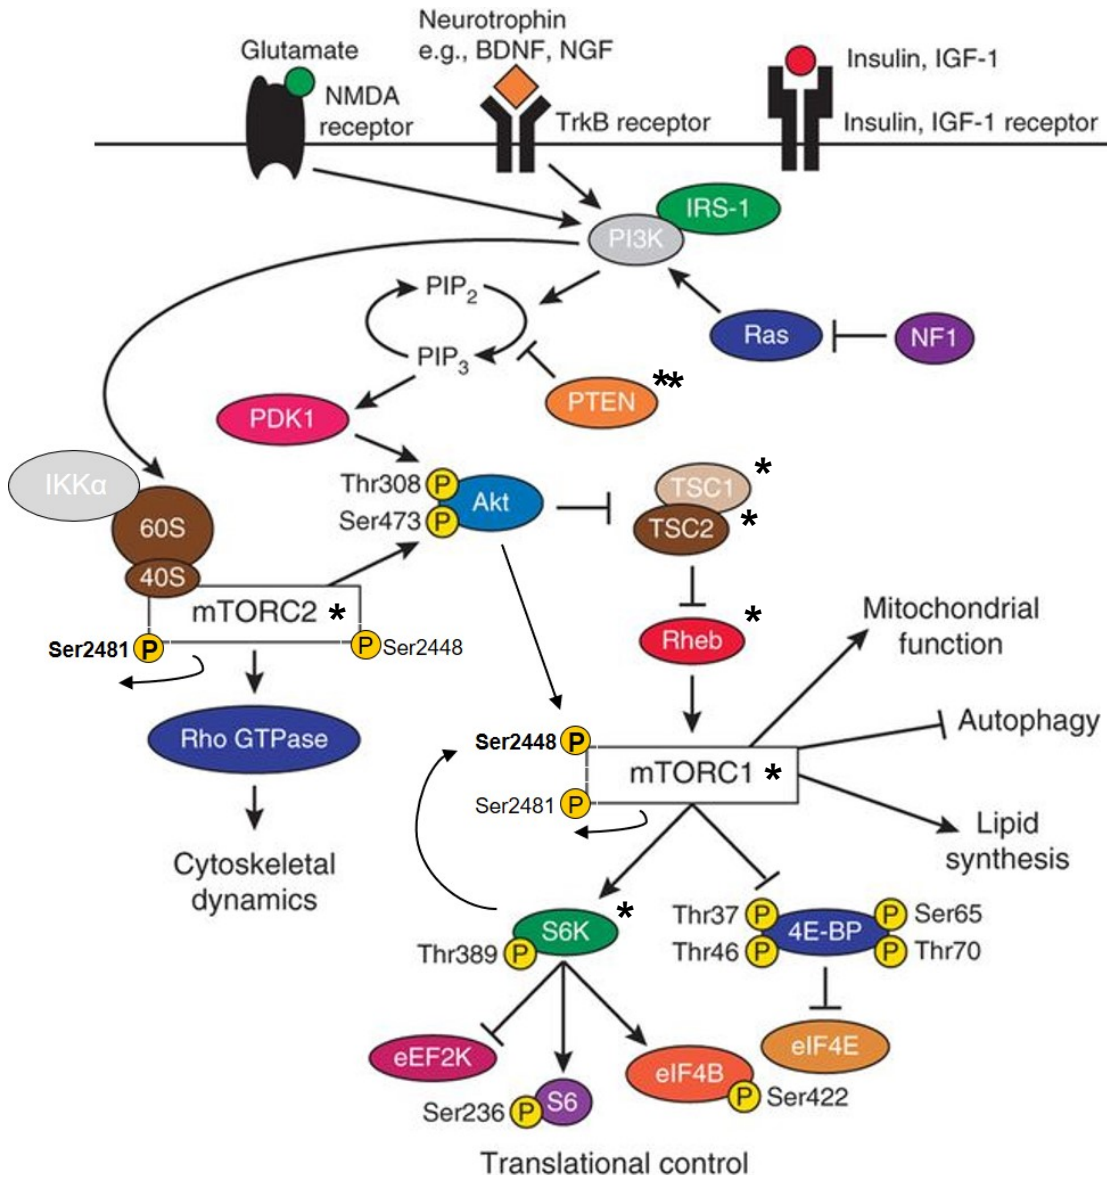 Neurotrophin
e.g., BDNF, NGF
Glutamate
NMDA
receptor
TrkB receptor
Insulin, IGF-1
Insulin, IGF-1 receptor
IRS-1
PI3K
PIP2
PIP3
Ras
NF1
PTEN **
PDK1
IKKα
60S
40S
Thr308 P
Ser473 P
Akt
TSC1 *
TSC2 *
mTORC2 *
Ser2481 P
P Ser2448
Rheb *
Mitochondrial
function
Rho GTPase
Ser2448 P
Autophagy
mTORC1 *
Ser2481 P
Lipid
synthesis
Cytoskeletal
dynamics
S6K *
Thr389 P
Thr37 P
Thr46 P
4E-BP
P Ser65
P Thr70
eEF2K
eIF4B
eIF4E
P Ser422
Ser236 P
S6
Translational control